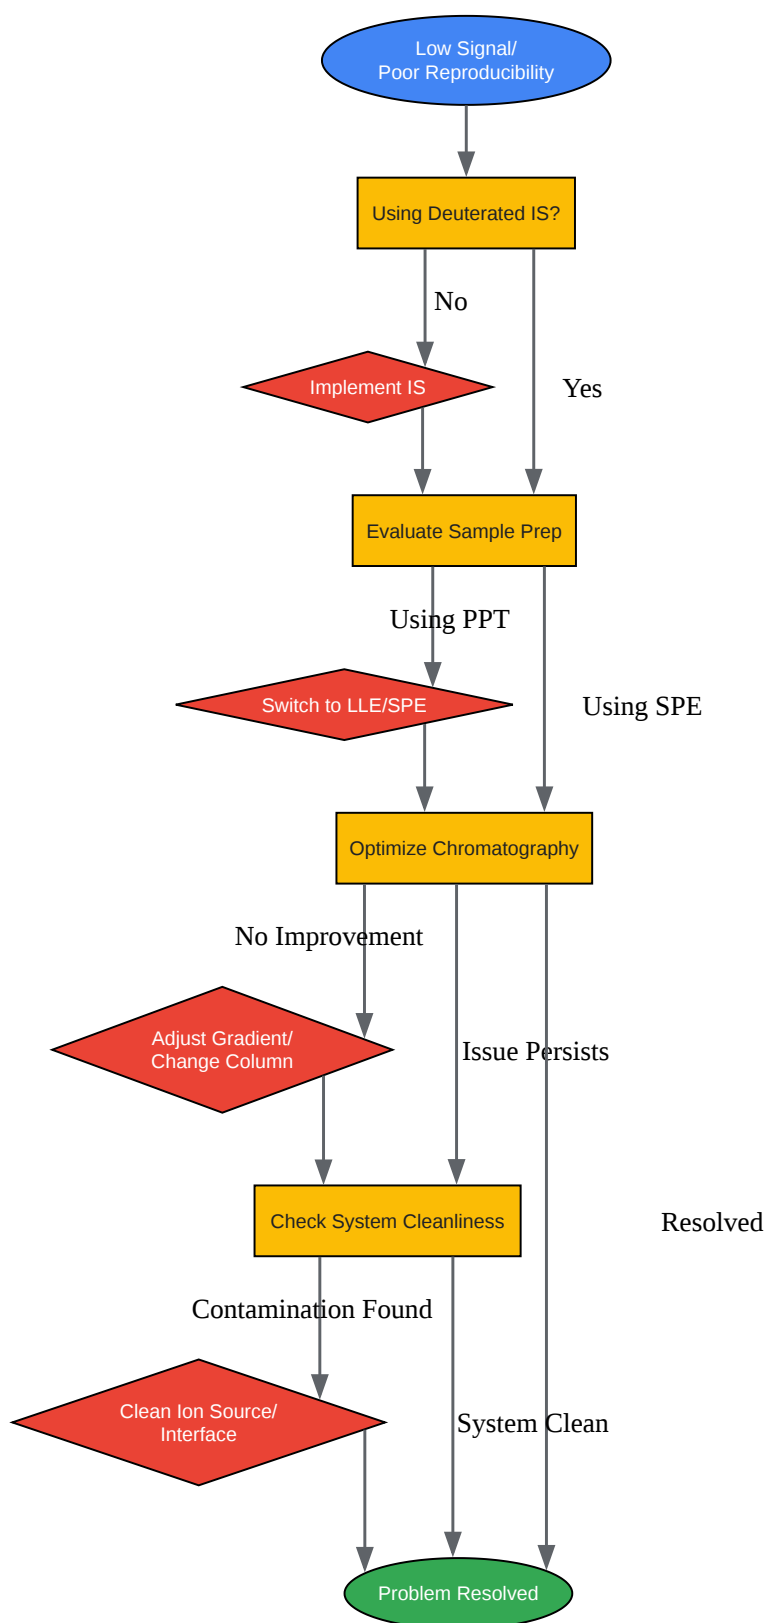 Low Signal/
Poor Reproducibility
Using Deuterated IS?
No
Implement IS
Yes
Evaluate Sample Prep
Using PPT
Switch to LLE/SPE
Using SPE
Optimize Chromatography
No Improvement
Adjust Gradient/
Change Column
Issue Persists
Check System Cleanliness
Resolved
Contamination Found
Clean Ion Source/
Interface
System Clean
Problem Resolved